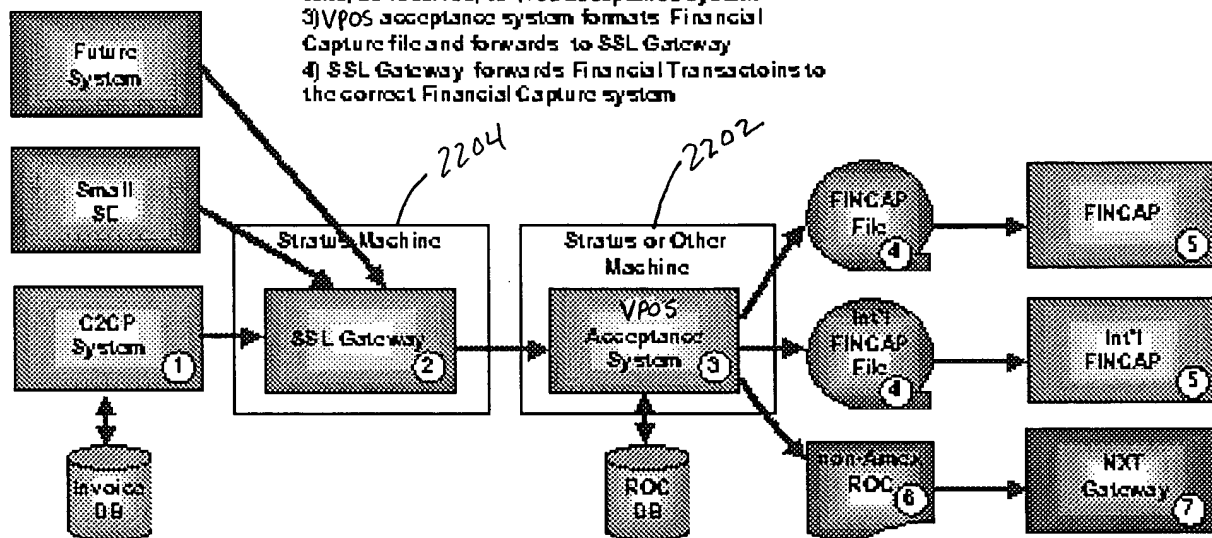 3)VPOS acceptance system formats Financial
Capture file and forwards to SSL Gateway
4) SSL Gateway forwards Financial Transactoins to
the correct Financial Capture system
Future
System
2204
2202
Small
SE
Stratus Machine
Stratus or Other
Machine
FINCAP
File
4
FINCAP
5
C2CP
System
1
SSL Gateway
2
VPOS
Acceptance
System
3
Int'l
FINCAP
File
4
Int'l
FINCAP
5
Invoice
DB
ROC
DB
non-Amex
ROC
6
NXT
Gateway
7